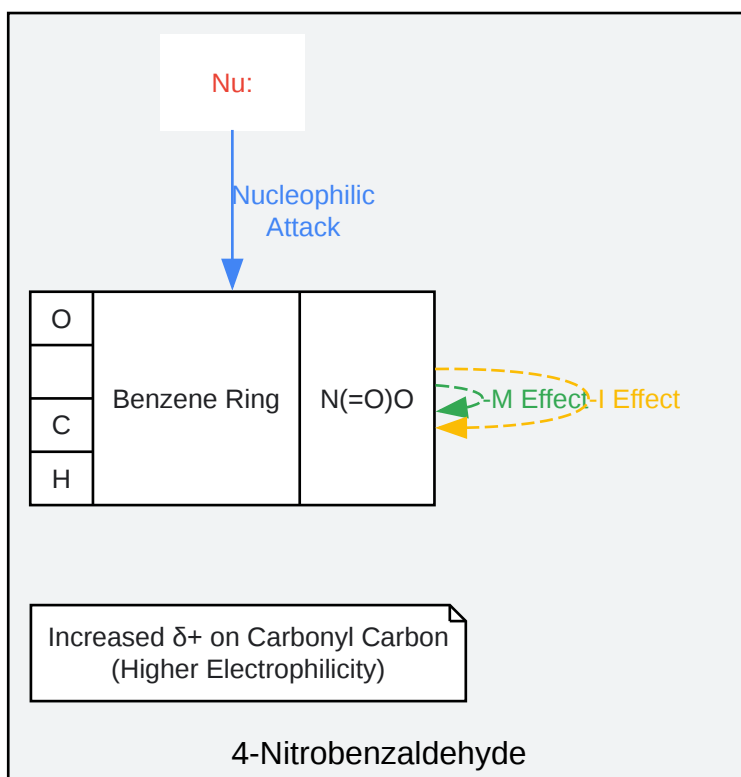 Nu:
Nucleophilic
Attack
O
C
H
Benzene Ring
N(=O)O
-M Effect
-I Effect
Increased δ+ on Carbonyl Carbon
(Higher Electrophilicity)
4-Nitrobenzaldehyde